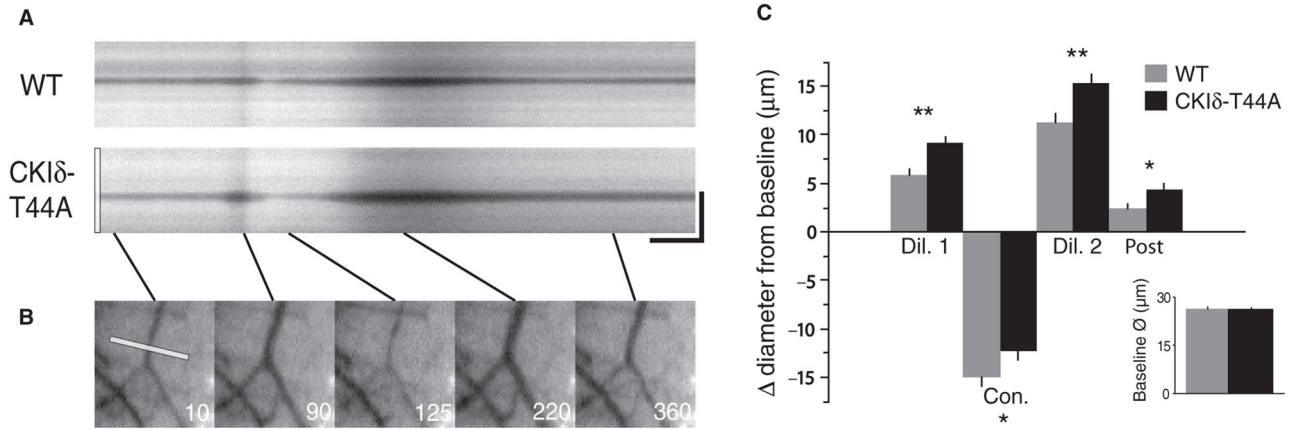 A
WT
CKIδ-
T44A
B
10
90
125
220
360
C
Δ diameter from baseline (μm)
15
10
5
0
−5
−10
−15
**
**
*
Dil. 1
Dil. 2
Post
Con.
*
WT
CKIδ-T44A
Baseline Ø (μm)
30
15
0